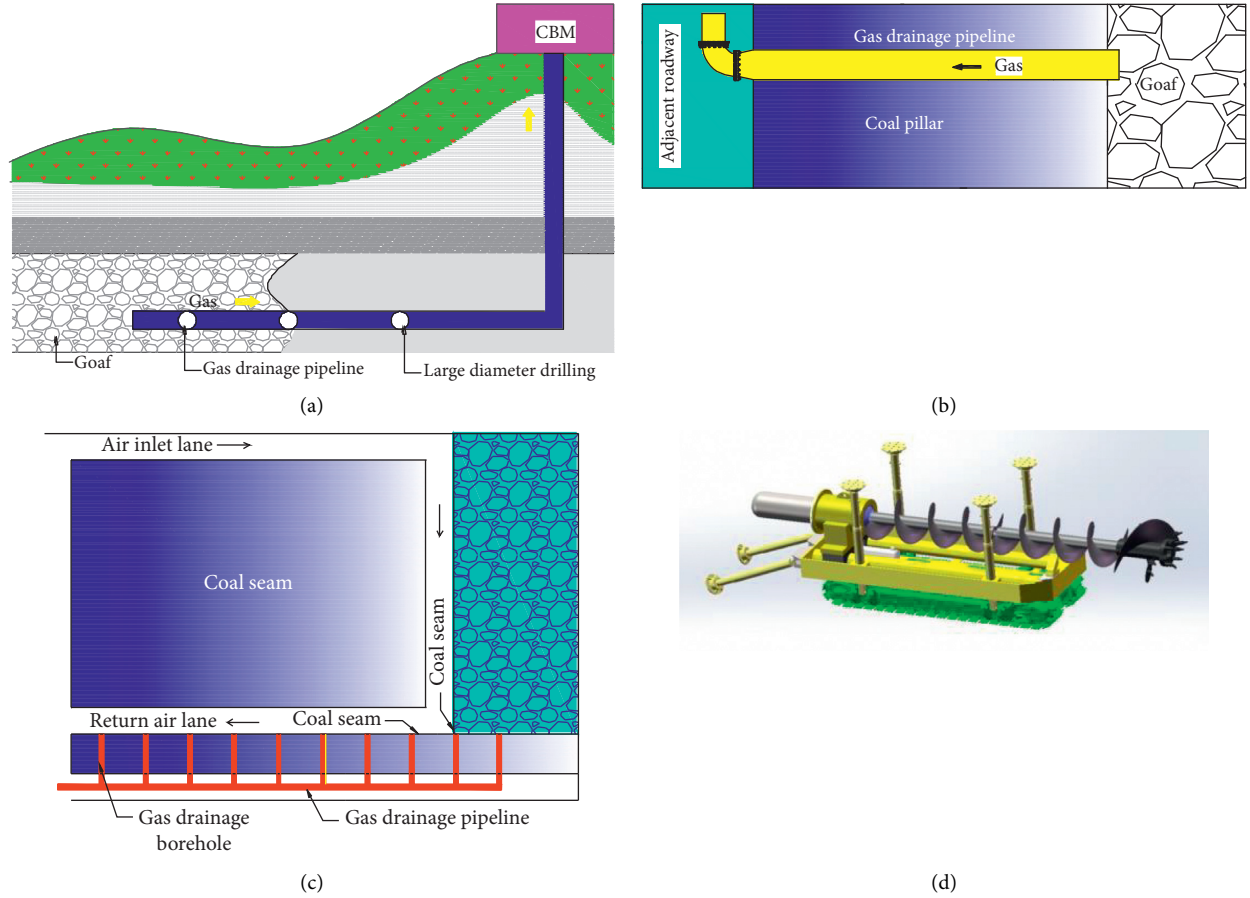 CBM
Gas
Goaf
Gas drainage pipeline
Large diameter drilling
(a)
Adjacent roadway
Gas drainage pipeline
Gas
Goaf
Coal pillar
(b)
Air inlet lane
Coal seam
Coal seam
Return air lane
Coal seam
Gas drainage
borehole
Gas drainage pipeline
(c)
(d)